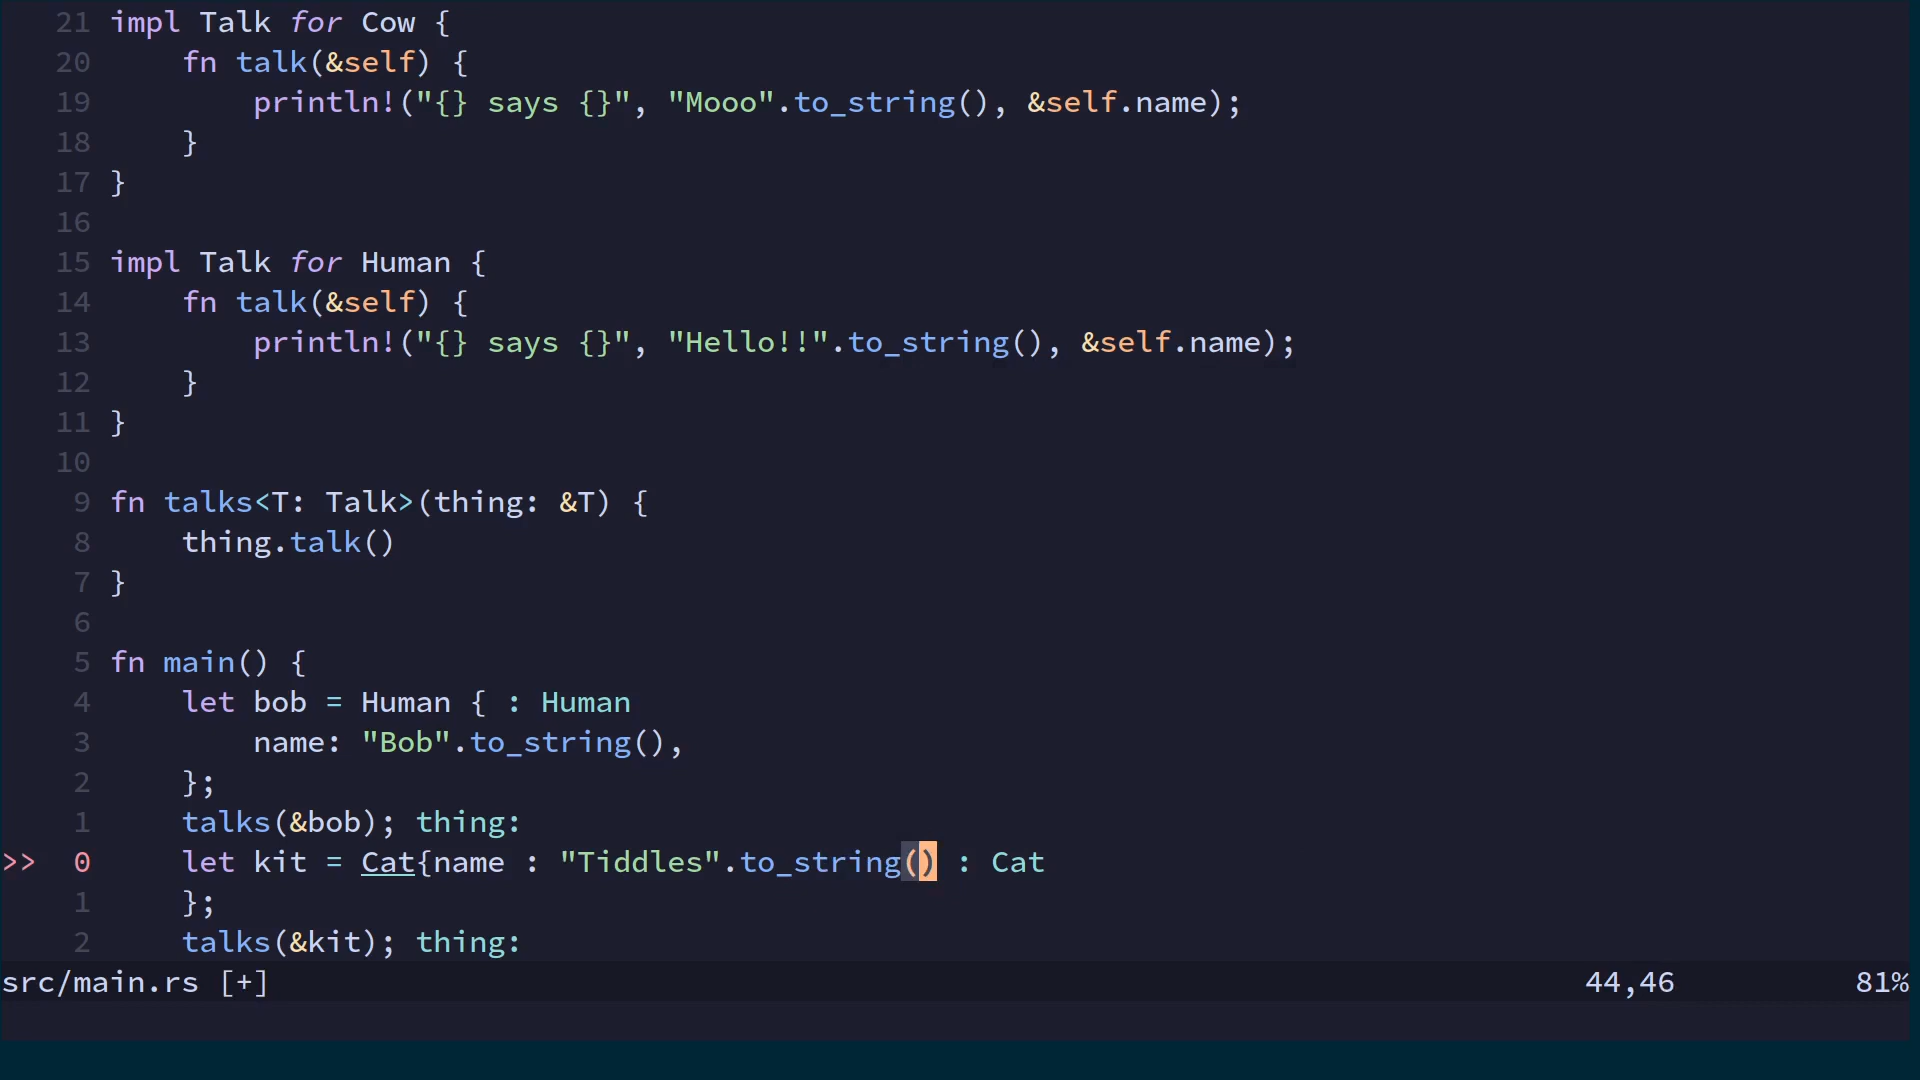 21 impl Talk for Cow {
20     fn talk(&self) {
19         println!("{} says {}", "Mooo".to_string(), &self.name);
18     }
17 }
16
15 impl Talk for Human {
14     fn talk(&self) {
13         println!("{} says {}", "Hello!!".to_string(), &self.name);
12     }
11 }
10
9 fn talks<T: Talk>(thing: &T) {
8     thing.talk()
7 }
6
5 fn main() {
4     let bob = Human { : Human
3         name: "Bob".to_string(),
2     };
1     talks(&bob); thing:
>> 0     let kit = Cat{name : "Tiddles".to_string() : Cat
1     };
2     talks(&kit); thing:
src/main.rs [+] 44,46 81%